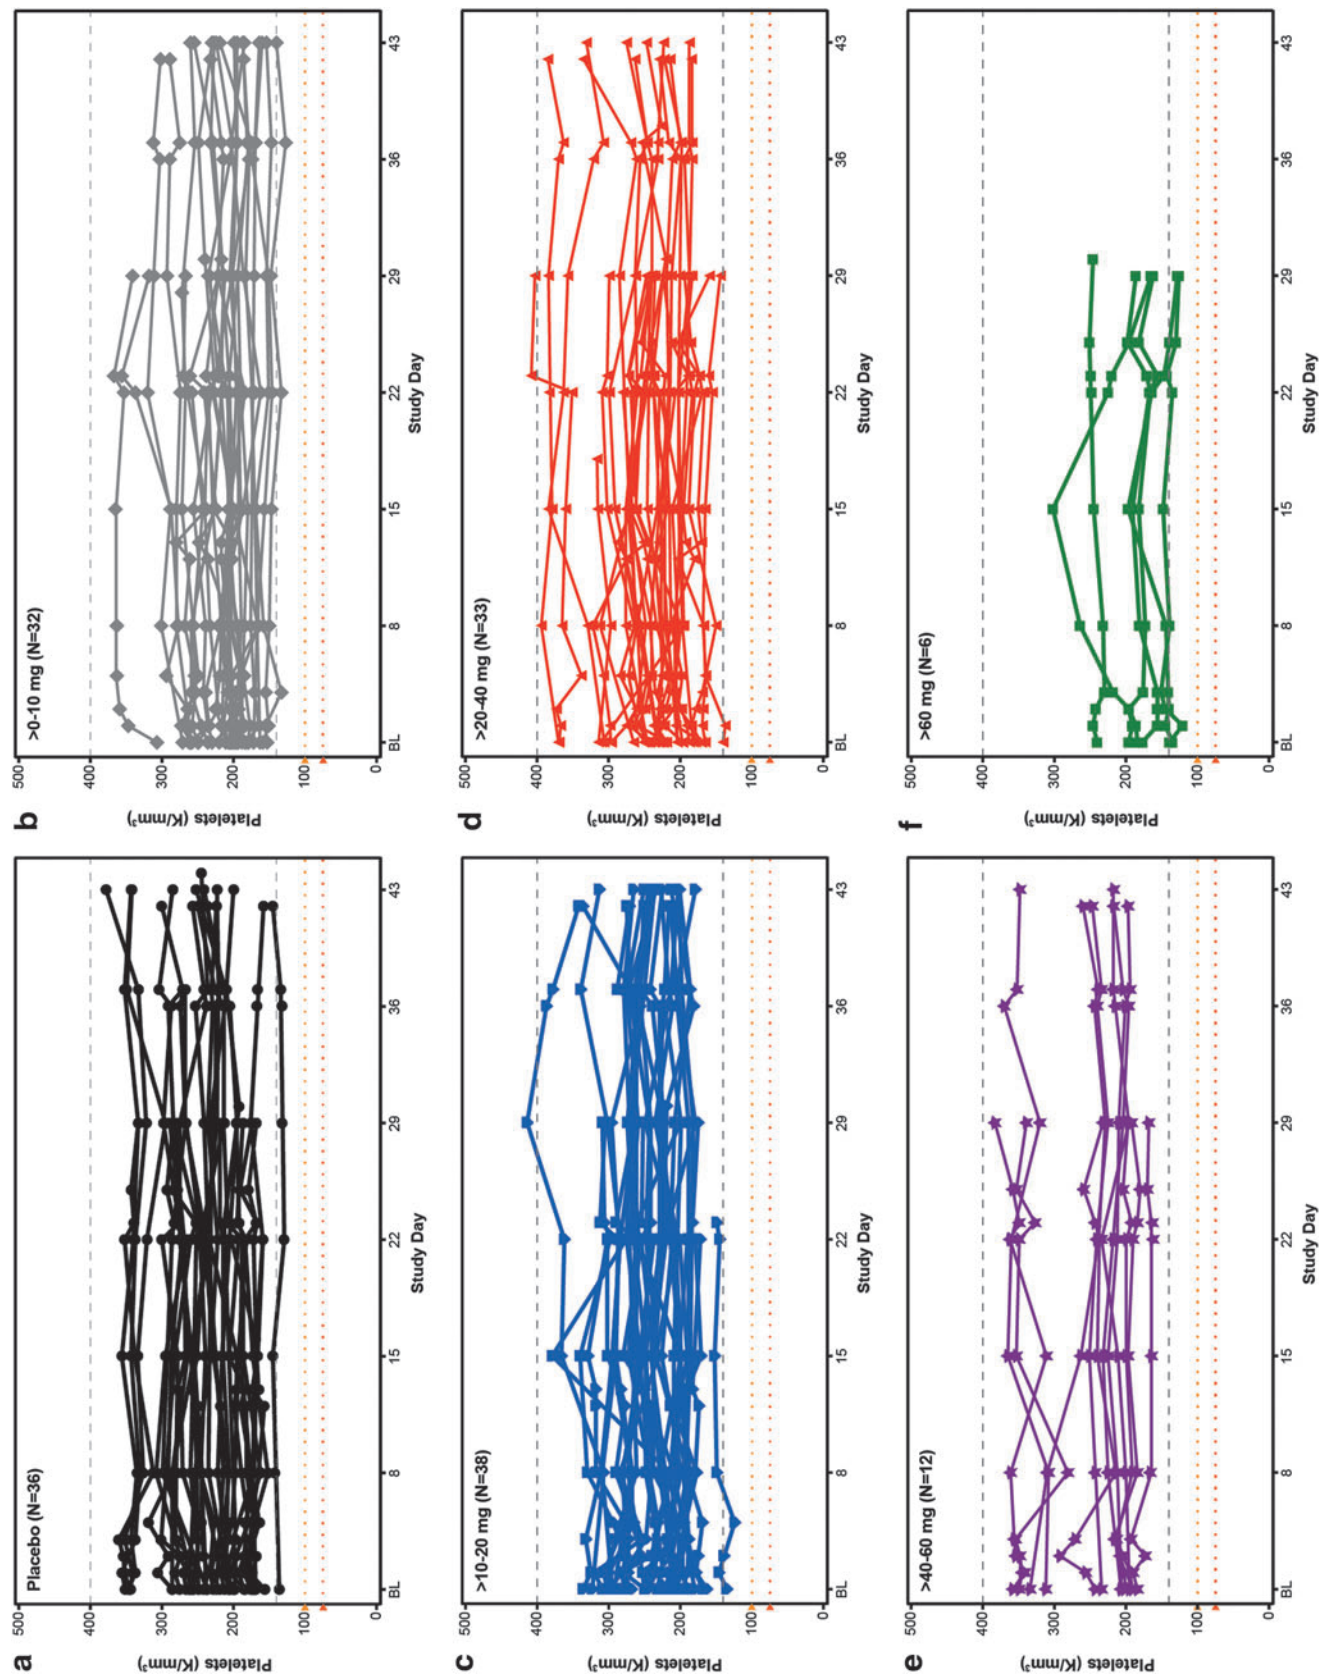 a
Placebo (N=36)
Platelets (K/mm³)
500
400
300
200
100
0
BL
8
15
22
29
36
43
Study Day
b
>0-10 mg (N=32)
Platelets (K/mm³)
500
400
300
200
100
0
BL
8
15
22
29
36
43
Study Day
c
>10-20 mg (N=38)
Platelets (K/mm³)
500
400
300
200
100
0
BL
8
15
22
29
36
43
Study Day
d
>20-40 mg (N=33)
Platelets (K/mm³)
500
400
300
200
100
0
BL
8
15
22
29
36
43
Study Day
e
>40-60 mg (N=12)
Platelets (K/mm³)
500
400
300
200
100
0
BL
8
15
22
29
36
43
Study Day
f
>60 mg (N=6)
Platelets (K/mm³)
500
400
300
200
100
0
BL
8
15
22
29
36
43
Study Day